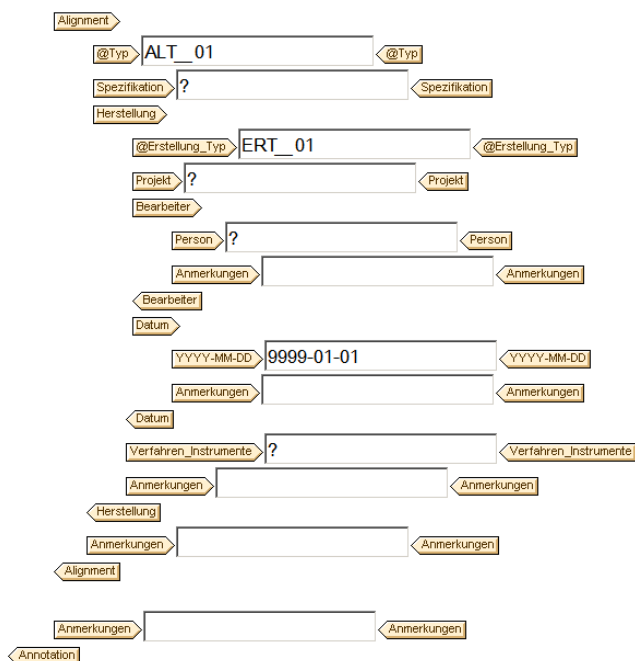 Alignment
@Typ ALT__01 @Typ
Spezifikation ? Spezifikation
Herstellung
@Erstellung_Typ ERT__01 @Erstellung_Typ
Projekt ? Projekt
Bearbeiter
Person ? Person
Anmerkungen Anmerkungen
Bearbeiter
Datum
YYYY-MM-DD 9999-01-01 YYYY-MM-DD
Anmerkungen Anmerkungen
Datum
Verfahren_Instrumente ? Verfahren_Instrumente
Anmerkungen Anmerkungen
Herstellung
Anmerkungen Anmerkungen
Alignment
Anmerkungen Anmerkungen
Annotation